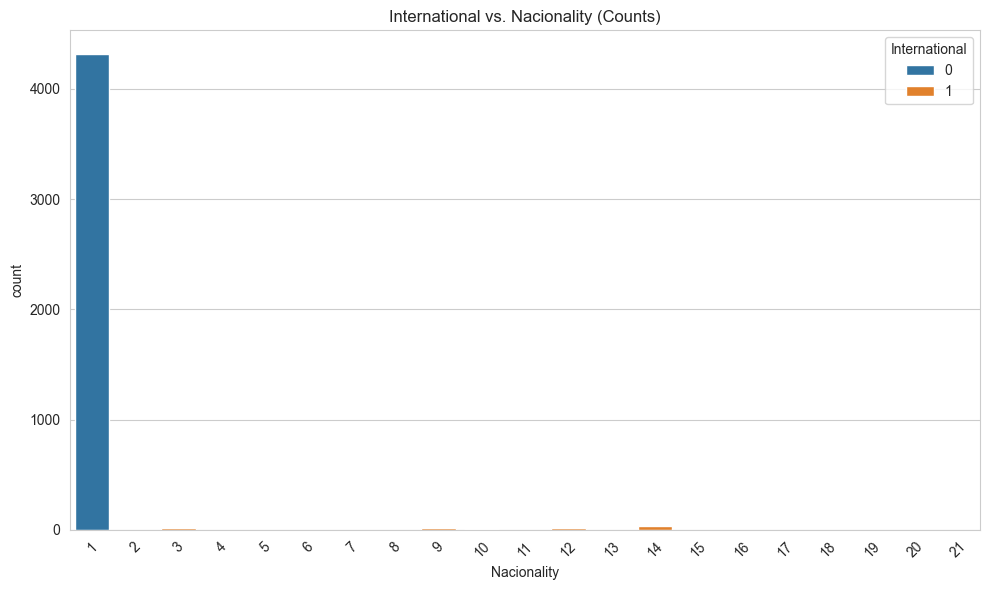 International vs. Nacionality (Counts)
International
0
1
4000
3000
2000
1000
0
count
1 2 3 4 5 6 7 8 9 10 11 12 13 14 15 16 17 18 19 20 21
Nacionality